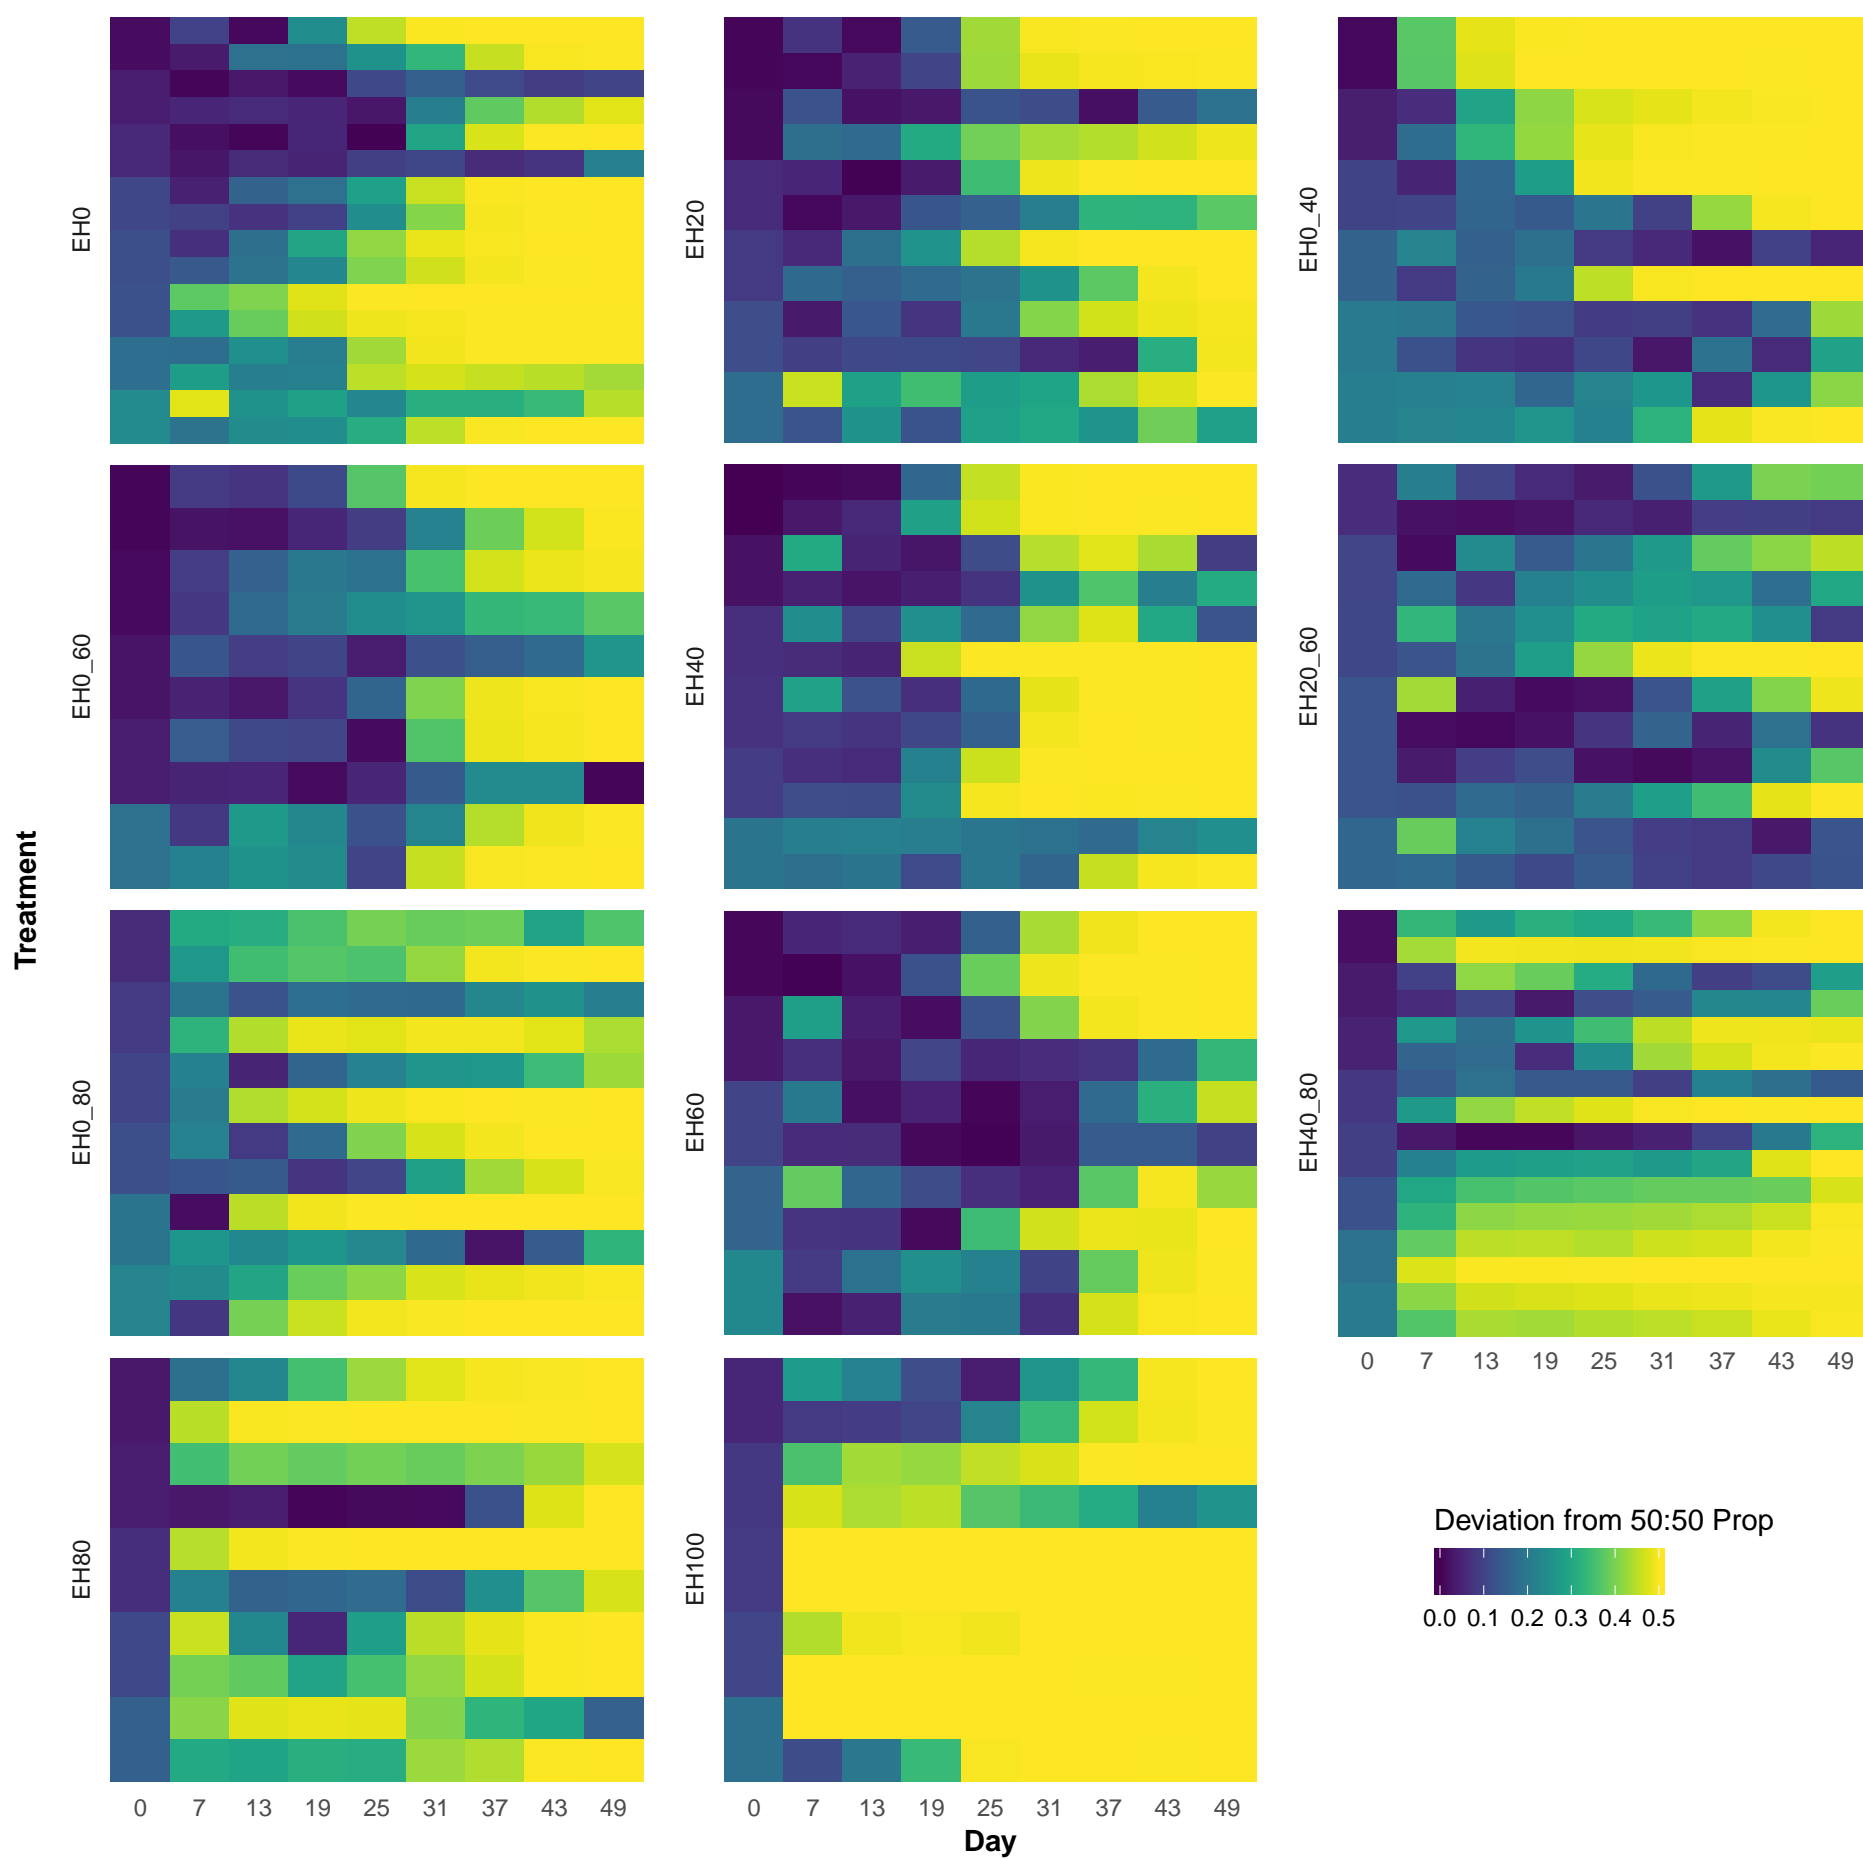 Treatment
EH0
EH20
EH0_40
EH0_60
EH40
EH20_60
EH0_80
EH60
EH40_80
0 7 13 19 25 31 37 43 49
EH80
EH100
Deviation from 50:50 Prop
0.0 0.1 0.2 0.3 0.4 0.5
0 7 13 19 25 31 37 43 49
0 7 13 19 25 31 37 43 49
Day